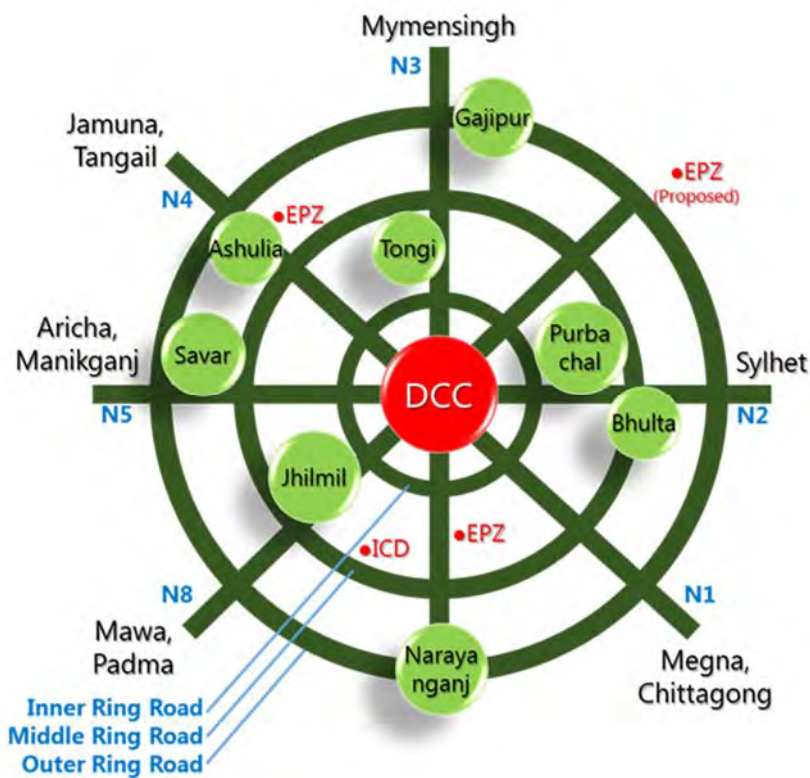 Mymensingh
N3
Gajipur
Jamuna,
Tangail
EPZ
(Proposed)
N4
EPZ
Ashulia
Tongi
Aricha,
Manikganj
Savar
Purba
chal
DCC
Sylhet
N5
N2
Bhulta
Jhilmil
EPZ
ICD
N8
N1
Mawa,
Padma
Naraya
nganj
Megna,
Chittagong
Inner Ring Road
Middle Ring Road
Outer Ring Road